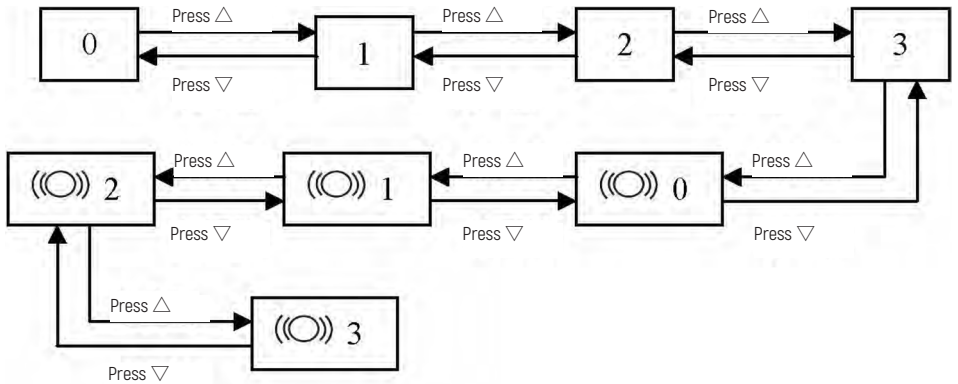 Press △ Press △ Press △
0 1 2 3
Press ▽ Press ▽ Press ▽
Press △ Press △ Press △
2 1 0
Press ▽ Press ▽ Press ▽
Press △
3
Press ▽